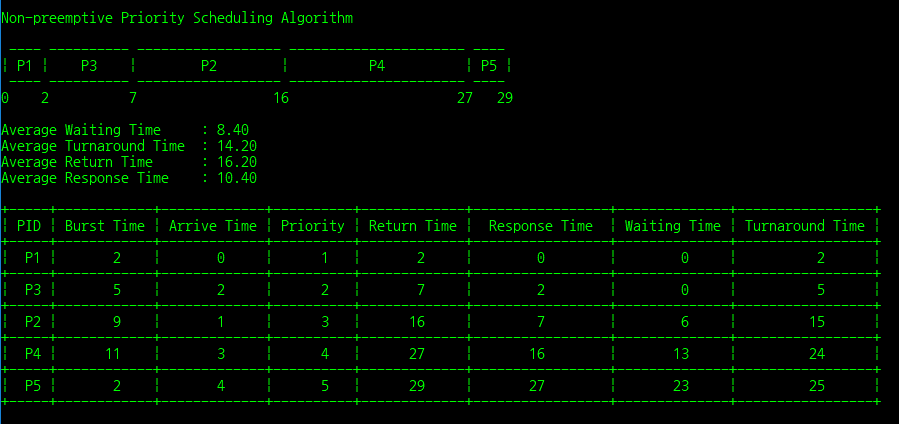 Non-preemptive Priority Scheduling Algorithm
| P1 | P3 | P2 | P4 | P5 |
0 2 7 16 27 29
Average Waiting Time : 8.40
Average Turnaround Time : 14.20
Average Return Time : 16.20
Average Response Time : 10.40
| PID | Burst Time | Arrive Time | Priority | Return Time | Response Time | Waiting Time | Turnaround Time |
| P1 | 2 | 0 | 1 | 2 | 0 | 0 | 2 |
| P3 | 5 | 2 | 2 | 7 | 2 | 0 | 5 |
| P2 | 9 | 1 | 3 | 16 | 7 | 6 | 15 |
| P4 | 11 | 3 | 4 | 27 | 16 | 13 | 24 |
| P5 | 2 | 4 | 5 | 29 | 27 | 23 | 25 |